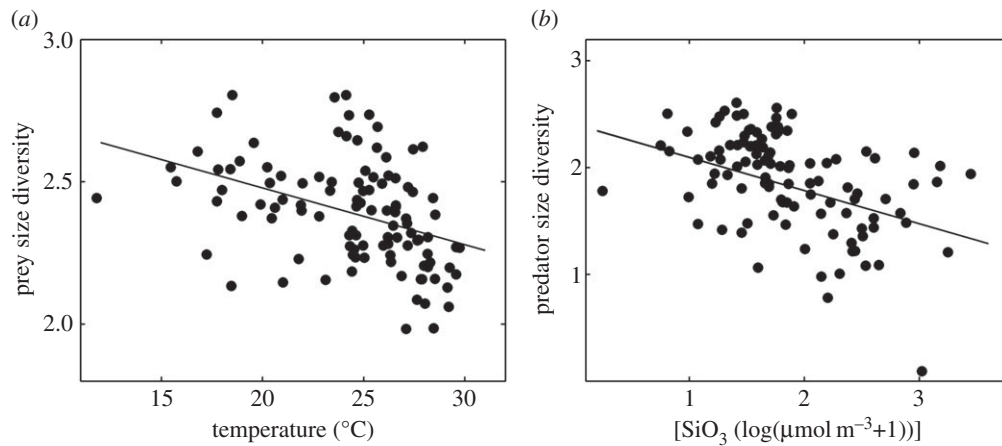 (a)
3.0
2.5
2.0
prey size diversity
15 20 25 30
temperature (°C)
(b)
3
2
1
predator size diversity
1 2 3
[SiO₃ (log(μmol m⁻³+1))]